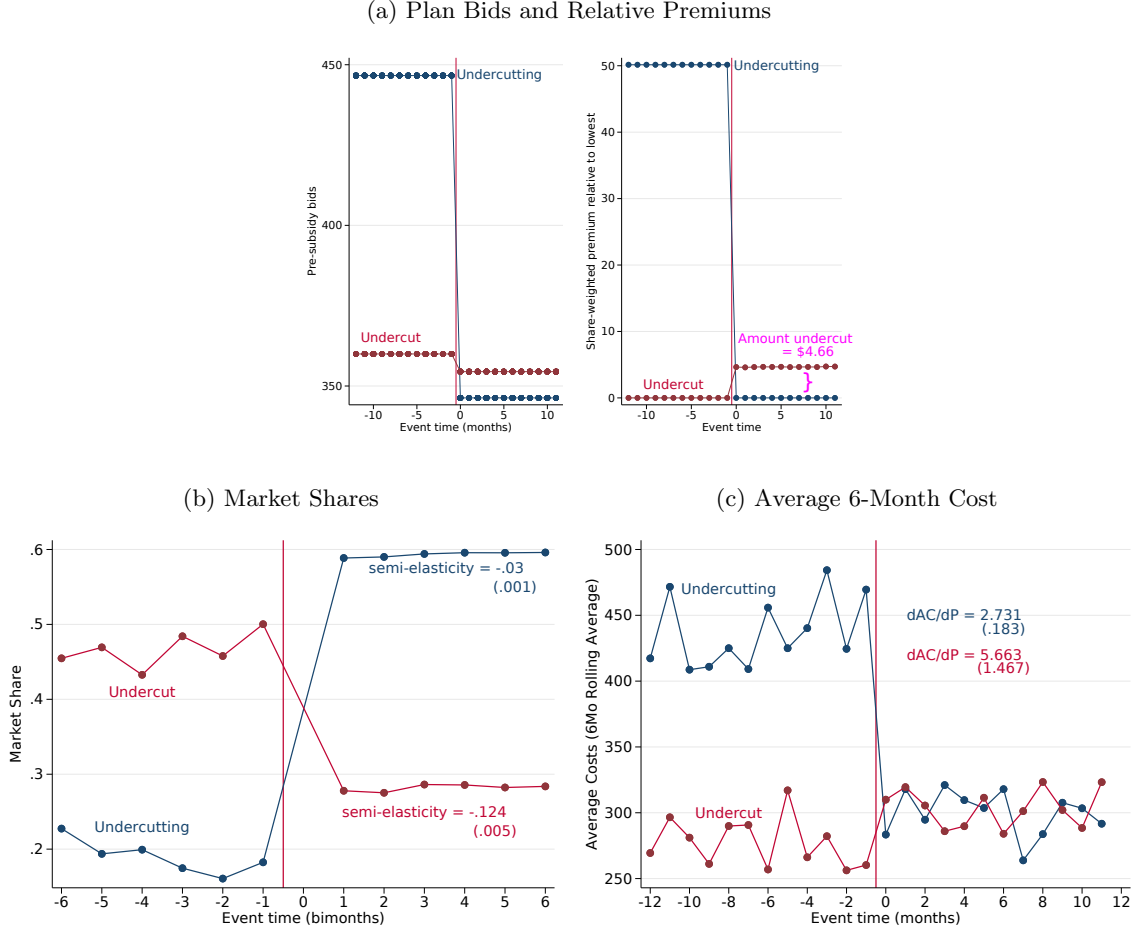 (a) Plan Bids and Relative Premiums
Pre-subsidy bids
450
400
350
Undercutting
Undercut
-10 -5 0 5 10
Event time (months)
Share-weighted premium relative to lowest
50
40
30
20
10
0
Undercutting
Amount undercut
= $4.66
}
Undercut
-10 -5 0 5 10
Event time
(b) Market Shares
Market Share
.6
.5
.4
.3
.2
semi-elasticity = -.03
(.001)
Undercut
semi-elasticity = -.124
(.005)
Undercutting
-6 -5 -4 -3 -2 -1 0 1 2 3 4 5 6
Event time (bimonths)
(c) Average 6-Month Cost
Average Costs (6Mo Rolling Average)
500
450
400
350
300
250
Undercutting
dAC/dP = 2.731
(.183)
dAC/dP = 5.663
(1.467)
Undercut
-12 -10 -8 -6 -4 -2 0 2 4 6 8 10 12
Event time (months)